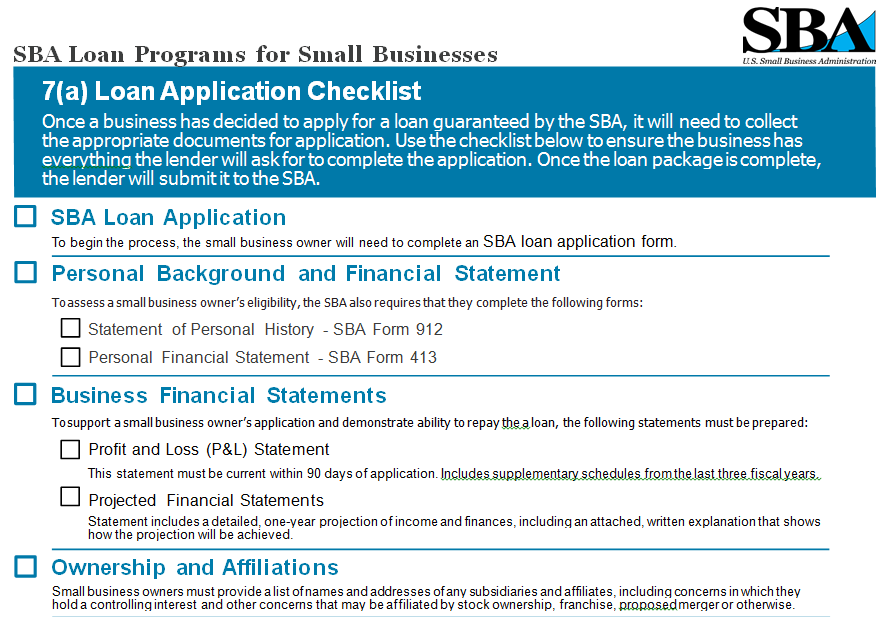 SBA
U.S. Small Business Administration
SBA Loan Programs for Small Businesses
7(a) Loan Application Checklist
Once a business has decided to apply for a loan guaranteed by the SBA, it will need to collect
the appropriate documents for application. Use the checklist below to ensure the business has
everything the lender will ask for to complete the application. Once the loan package is complete,
the lender will submit it to the SBA.
SBA Loan Application
To begin the process, the small business owner will need to complete an SBA loan application form.
Personal Background and Financial Statement
To assess a small business owner's eligibility, the SBA also requires that they complete the following forms:
Statement of Personal History - SBA Form 912
Personal Financial Statement - SBA Form 413
Business Financial Statements
To support a small business owner's application and demonstrate ability to repay the a loan, the following statements must be prepared:
Profit and Loss (P&L) Statement
This statement must be current within 90 days of application. Includes supplementary schedules from the last three fiscal years.
Projected Financial Statements
Statement includes a detailed, one-year projection of income and finances, including an attached, written explanation that shows
how the projection will be achieved.
Ownership and Affiliations
Small business owners must provide a list of names and addresses of any subsidiaries and affiliates, including concerns in which they
hold a controlling interest and other concerns that may be affiliated by stock ownership, franchise, proposed merger or otherwise.